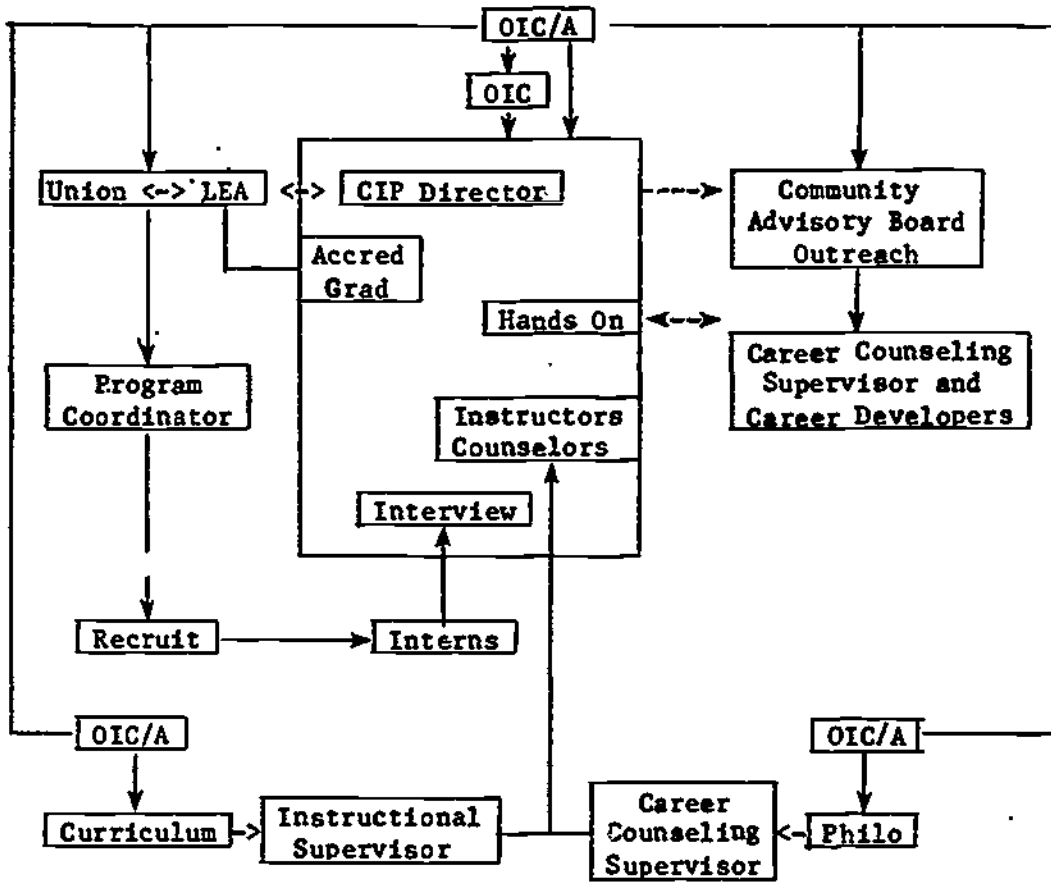 OIC/A
OIC
Union <-> LEA
<->
CIP Director
Community
Advisory Board
Outreach
Accred
Grad
Hands On
Career Counseling
Supervisor and
Career Developers
Program
Coordinator
Instructors
Counselors
Interview
Recruit
Interns
OIC/A
OIC/A
Curriculum
Instructional
Supervisor
Career
Counseling
Supervisor
Philo